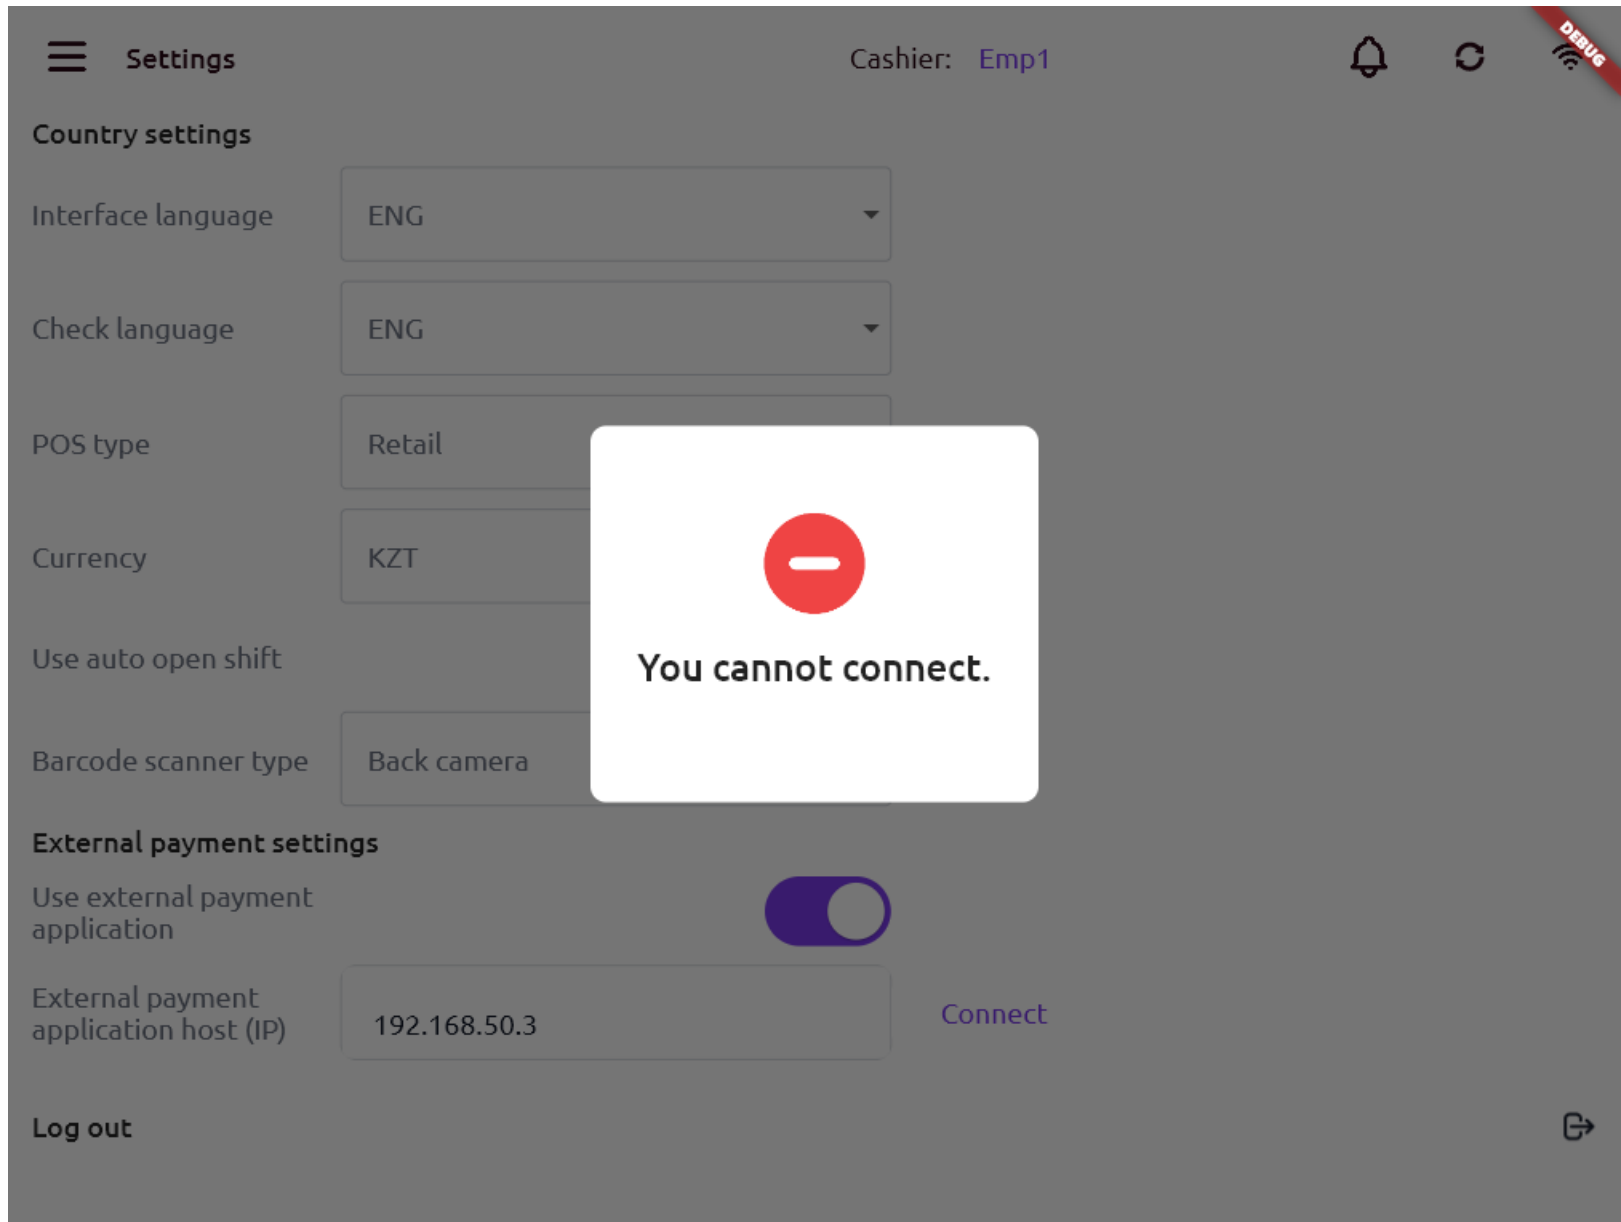 Settings
Cashier: Emp1
DEBUG
Country settings
Interface language
ENG
Check language
ENG
POS type
Retail
Currency
KZT
You cannot connect.
Use auto open shift
Barcode scanner type
Back camera
External payment settings
Use external payment
application
External payment
application host (IP)
192.168.50.3
Connect
Log out